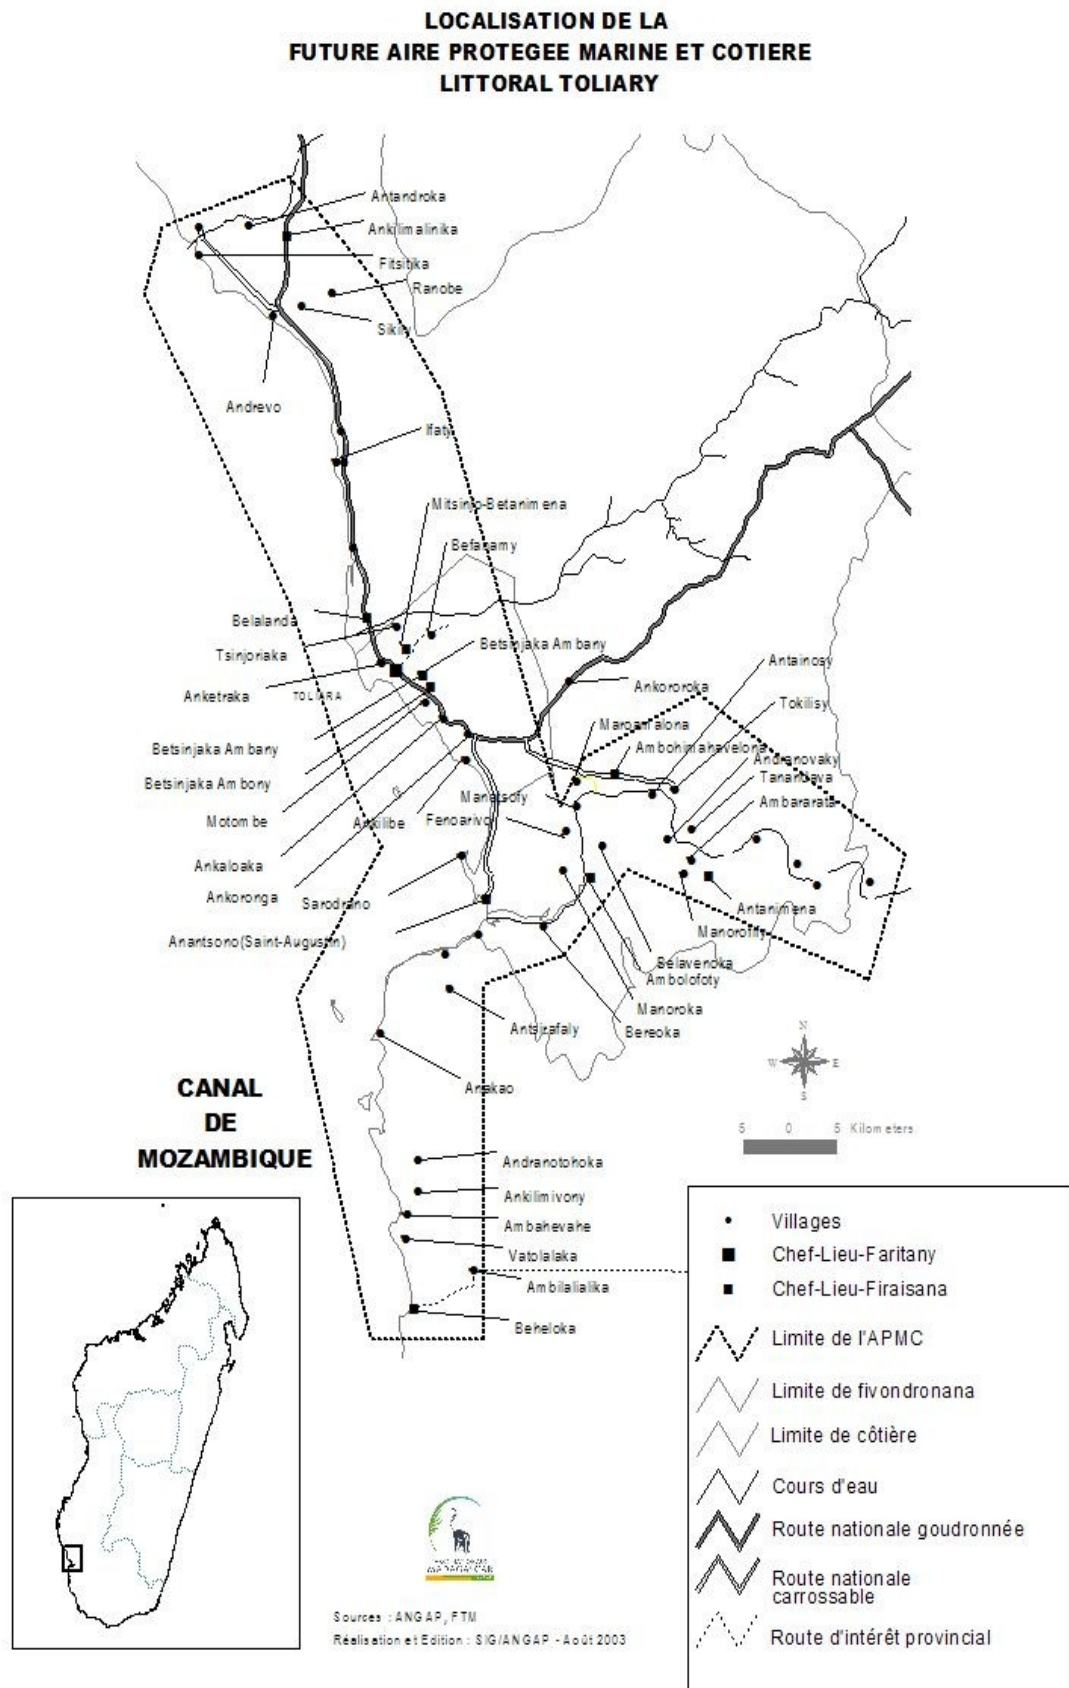 LOCALISATION DE LA
FUTURE AIRE PROTEGEE MARINE ET COTIERE
LITTORAL TOLIARY
Antandroka
Ankilimalinika
Fitsitika
Ranobe
Sikily
Andrevo
Ifaty
Mitsinjo-Betanimena
Befanamy
Belalanda
Tsinjoriaka
Betsinjaka Ambany
Antainosy
Anketraka
TOLIARA
Ankororoka
Tokilisy
Maroamalona
Ambohimahavelona
Betsinjaka Ambany
Andranovaky
Tanandava
Betsinjaka Ambony
Manatsofy
Ambararata
Motombe
Ankilibe
Fenoarivo
Ankaloaka
Ankoronga
Sarodrano
Antanimena
Manorofify
Anantsono(Saint-Augustin)
Belavenoka
Ambolofoty
Manoroka
Antsirafaly
Bereoka
N
W
E
S
Anakao
CANAL
DE
MOZAMBIQUE
5 0 5 Kilometers
Andranotohoka
Ankilimivony
Ambahevahe
Vatolalaka
Ambilalialika
Beheloka
Villages
Chef-Lieu-Faritany
Chef-Lieu-Firaisana
Limite de l'APMC
Limite de fivondronana
Limite de côtière
Cours d'eau
Route nationale goudronnée
Route nationale
carrossable
Route d'intérêt provincial
MADAGASCAR
Sources : ANGAP, FTM
Réalisation et Edition : SIG/ANGAP - Août 2003